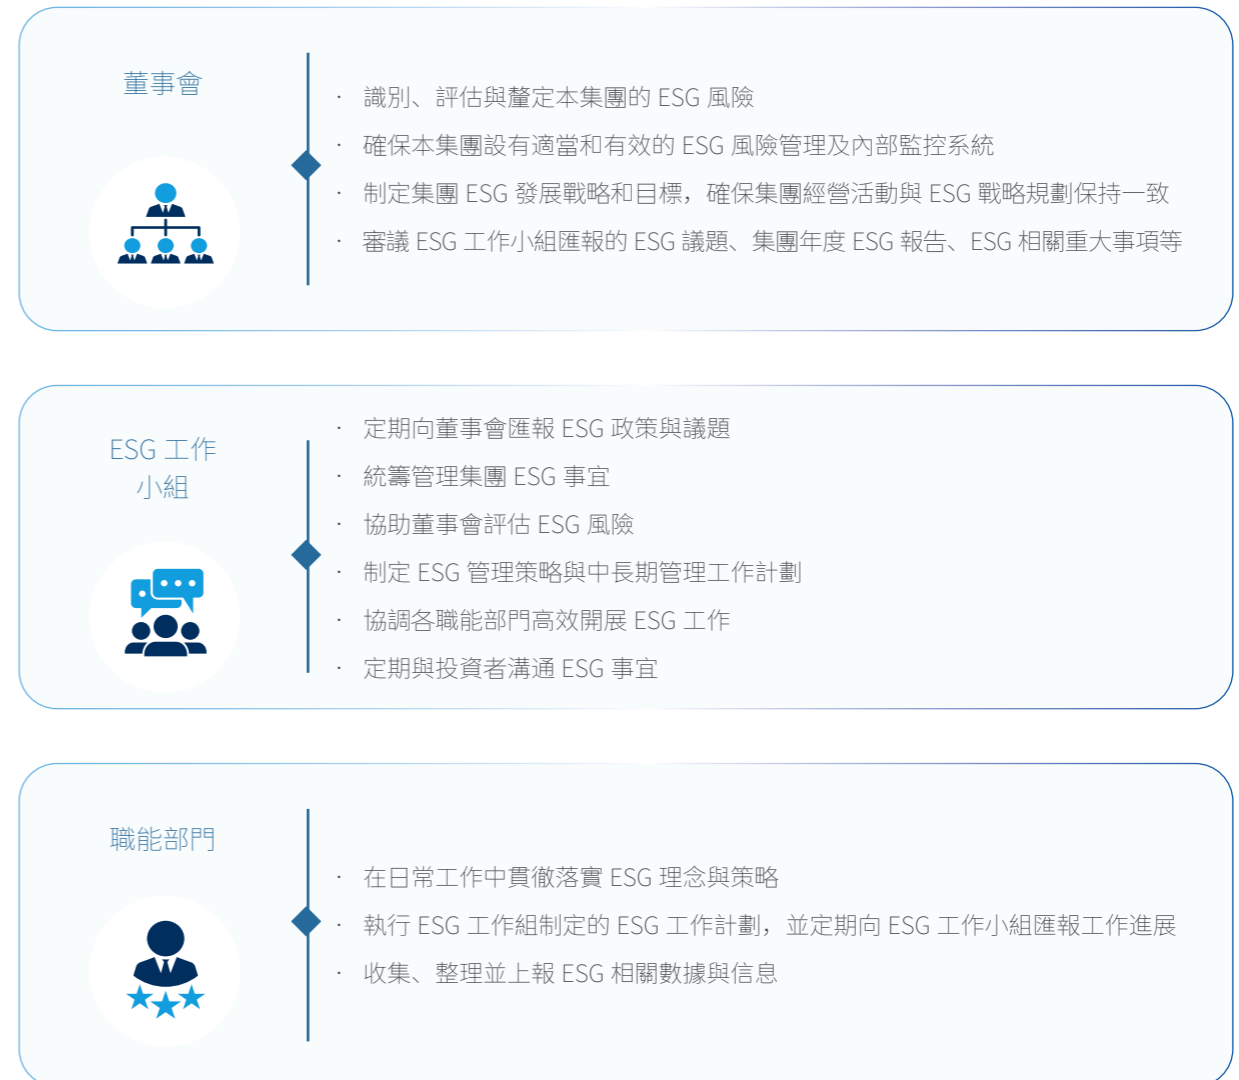 董事會
· 識別、評估與釐定本集團的 ESG 風險
· 確保本集團設有適當和有效的 ESG 風險管理及內部監控系統
· 制定集團 ESG 發展戰略和目標，確保集團經營活動與 ESG 戰略規劃保持一致
· 審議 ESG 工作小組匯報的 ESG 議題、集團年度 ESG 報告、ESG 相關重大事項等
ESG 工作
小組
· 定期向董事會匯報 ESG 政策與議題
· 統籌管理集團 ESG 事宜
· 協助董事會評估 ESG 風險
· 制定 ESG 管理策略與中長期管理工作計劃
· 協調各職能部門高效開展 ESG 工作
· 定期與投資者溝通 ESG 事宜
職能部門
· 在日常工作中貫徹落實 ESG 理念與策略
· 執行 ESG 工作組制定的 ESG 工作計劃，並定期向 ESG 工作小組匯報工作進展
· 收集、整理並上報 ESG 相關數據與信息